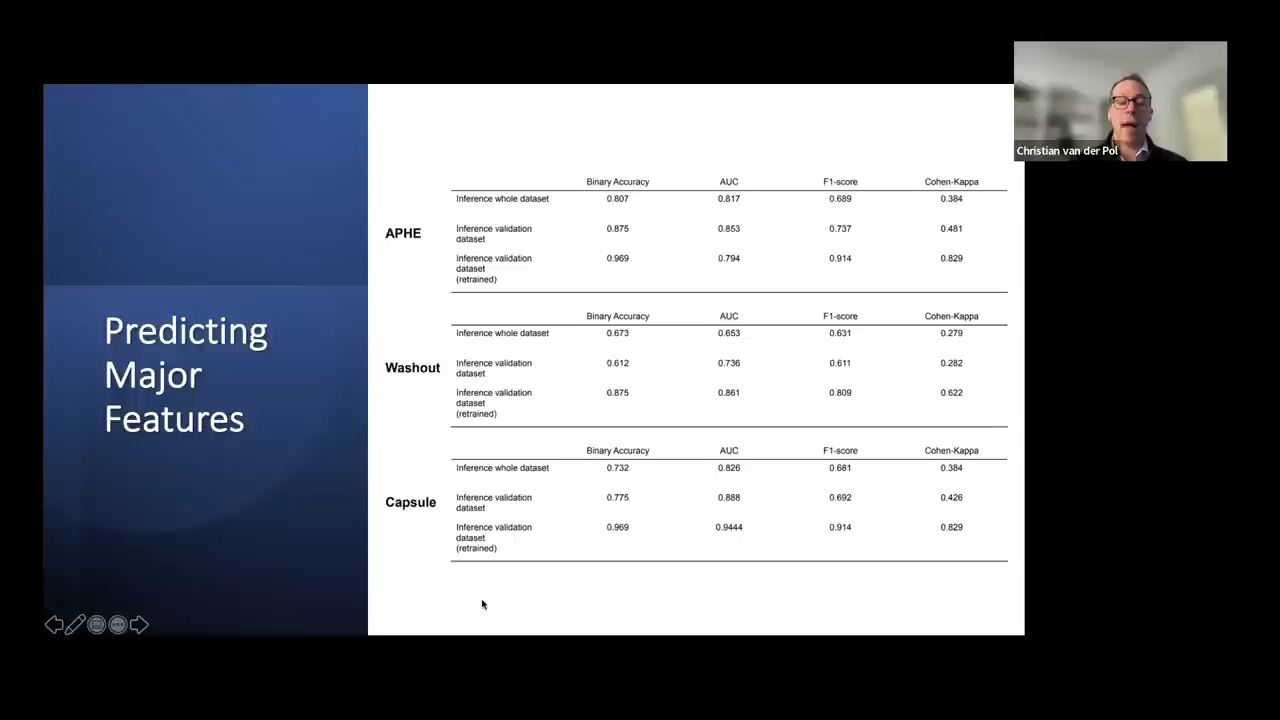 Christian van der Pol
Predicting
Major
Features
Binary Accuracy AUC F1-score Cohen-Kappa
APHE
Inference whole dataset 0.807 0.817 0.689 0.384
Inference validation 0.875 0.853 0.737 0.481
dataset
Inference validation 0.969 0.794 0.914 0.829
dataset
(retrained)
Binary Accuracy AUC F1-score Cohen-Kappa
Washout
Inference whole dataset 0.673 0.653 0.631 0.279
Inference validation 0.612 0.736 0.611 0.282
dataset
Inference validation 0.875 0.861 0.809 0.622
dataset
(retrained)
Binary Accuracy AUC F1-score Cohen-Kappa
Capsule
Inference whole dataset 0.732 0.826 0.681 0.384
Inference validation 0.775 0.888 0.692 0.426
dataset
Inference validation 0.969 0.9444 0.914 0.829
dataset
(retrained)